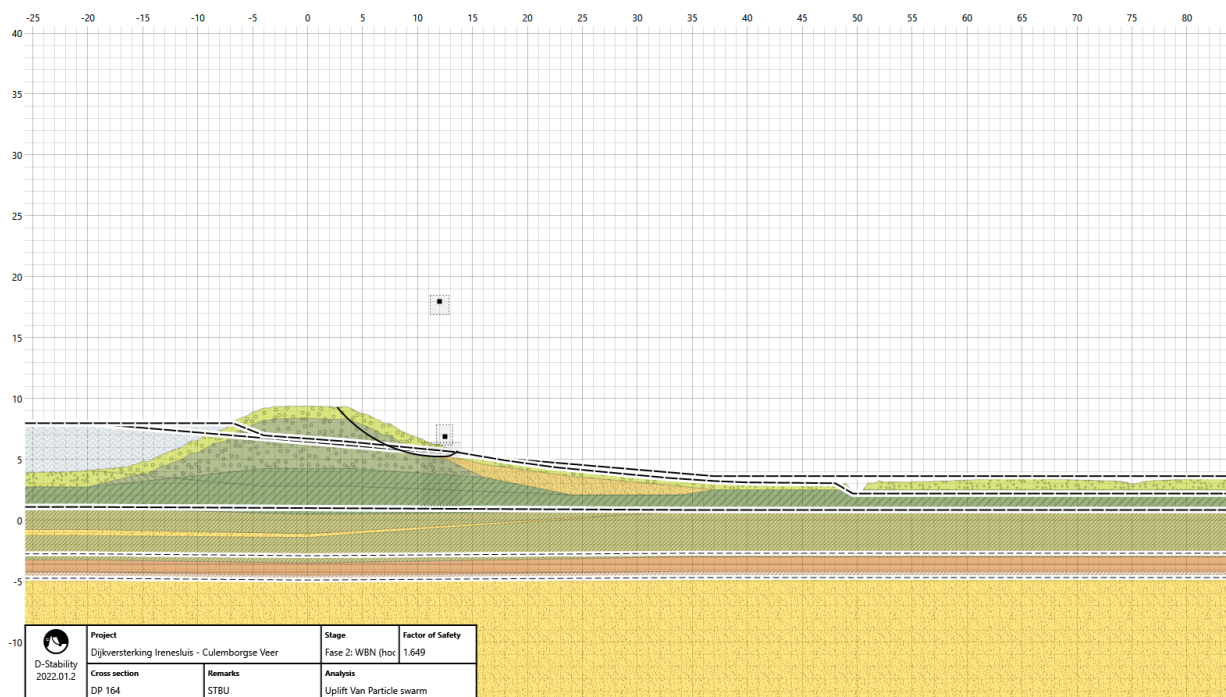 -25 -20 -15 -10 -5 0 5 10 15 20 25 30 35 40 45 50 55 60 65 70 75 80
40
35
30
25
20
15
10
5
0
-5
-10
D-Stability
2022.01.2
Project
Dijkversterking Irenesluis - Culemborgse Veer
Stage
Fase 2: WBN (hoc
Factor of Safety
1.649
Cross section
DP 164
Remarks
STBU
Analysis
Uplift Van Particle swarm